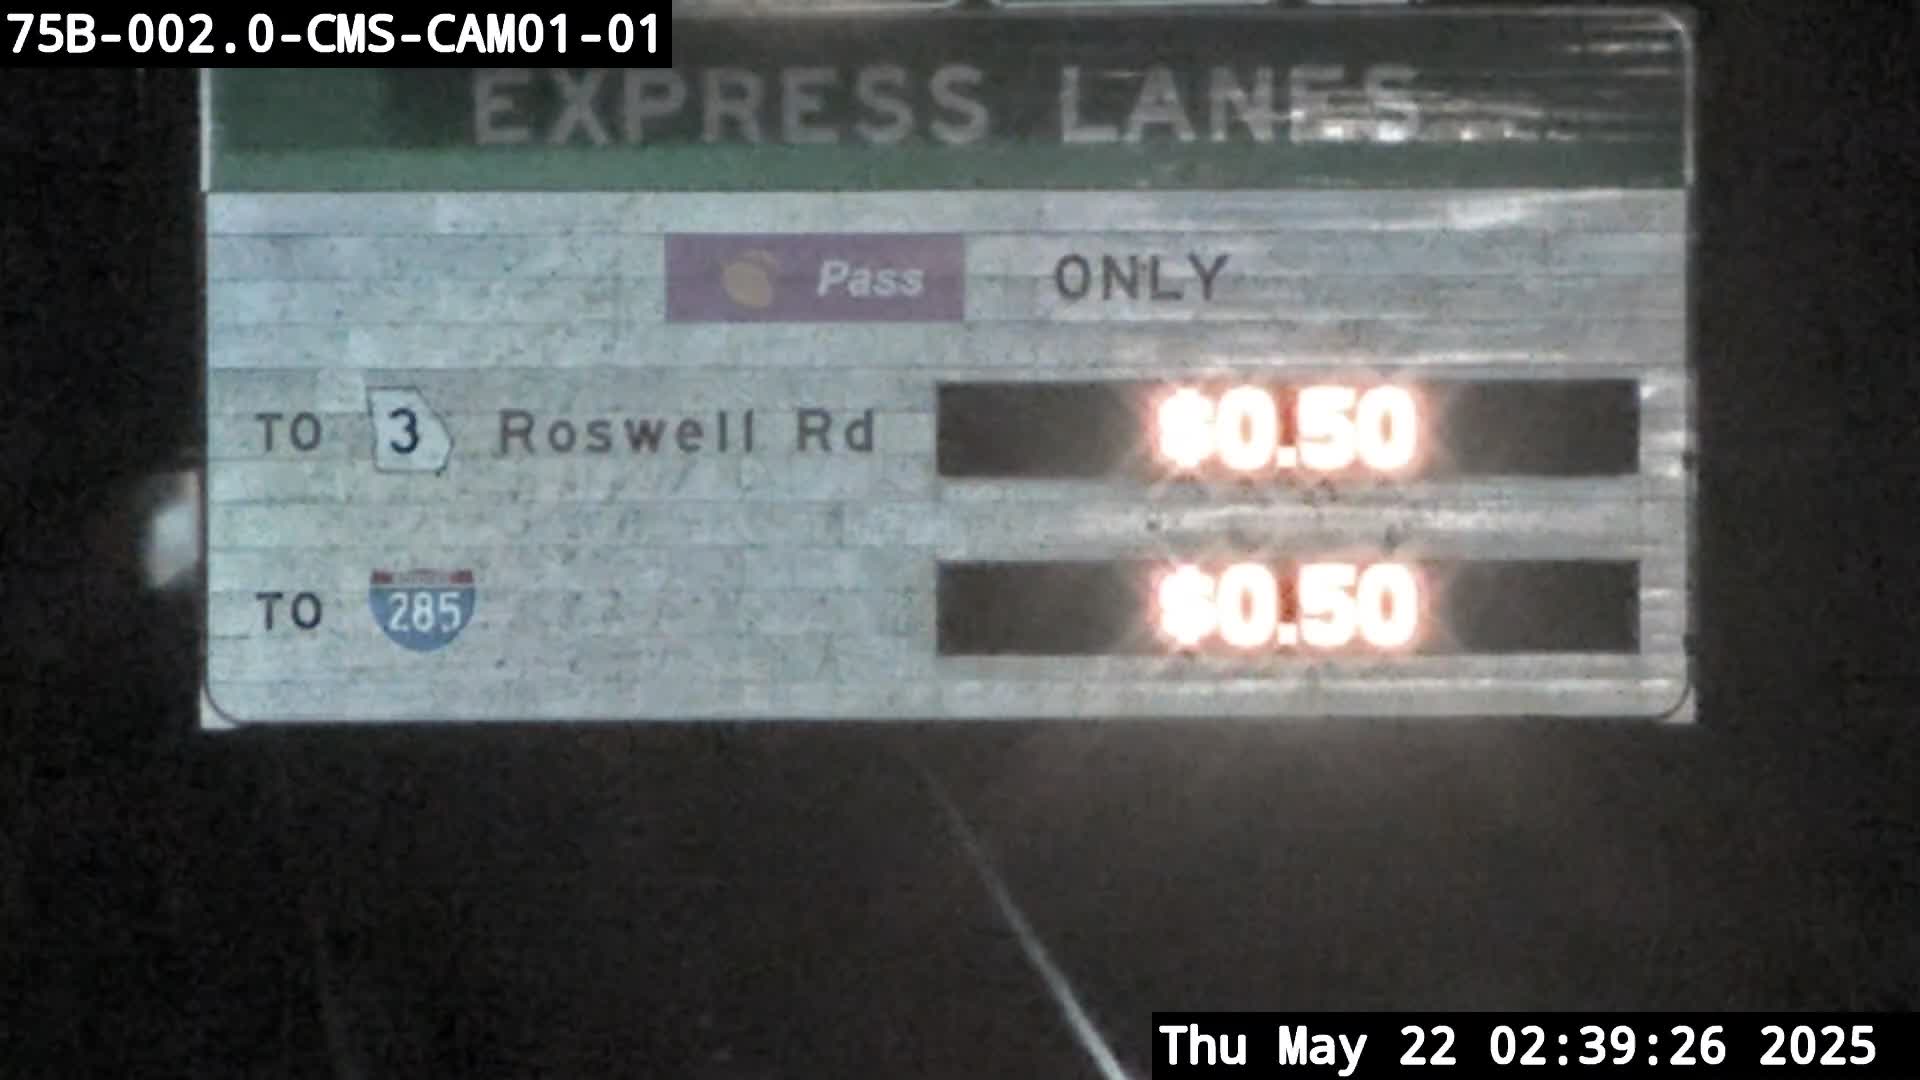 75B-002.0-CMS-CAM01-01
EXPRESS LANES
Pass ONLY
TO 3 Roswell Rd $0.50
TO 285 $0.50
Thu May 22 02:39:26 2025